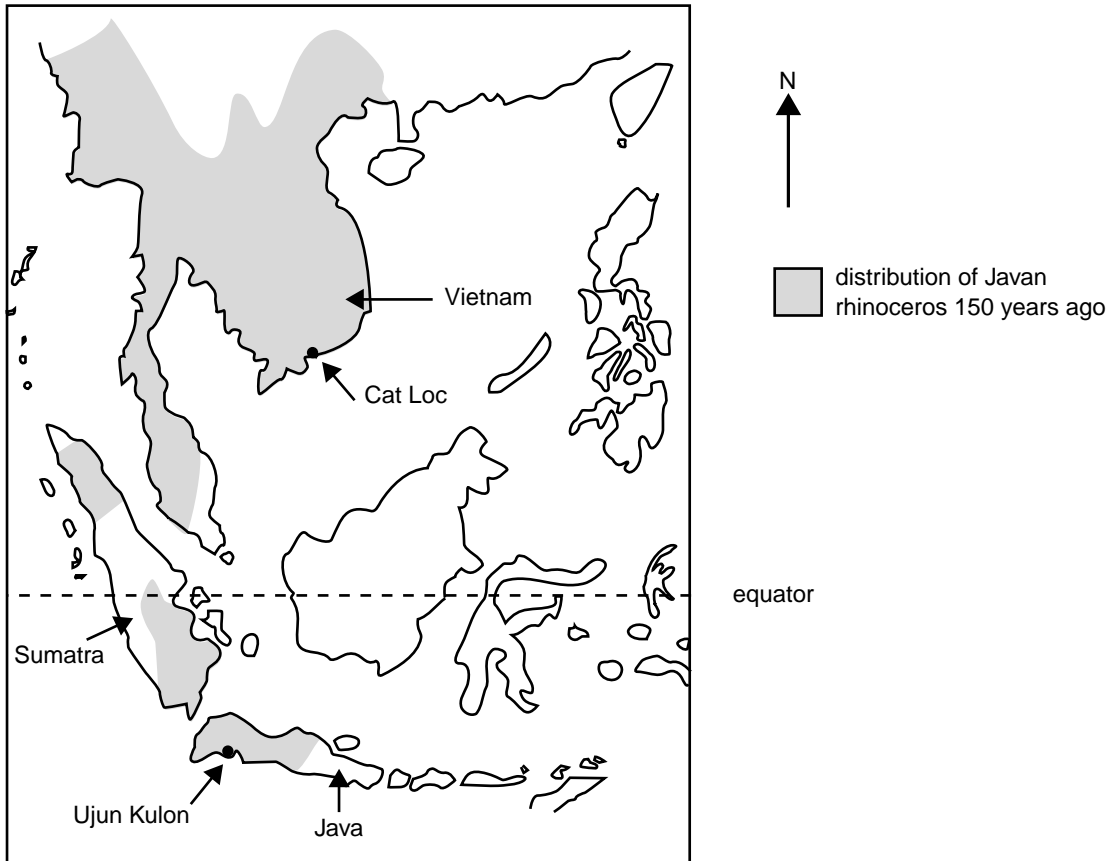 N
distribution of Javan
rhinoceros 150 years ago
Vietnam
Cat Loc
equator
Sumatra
Ujun Kulon
Java